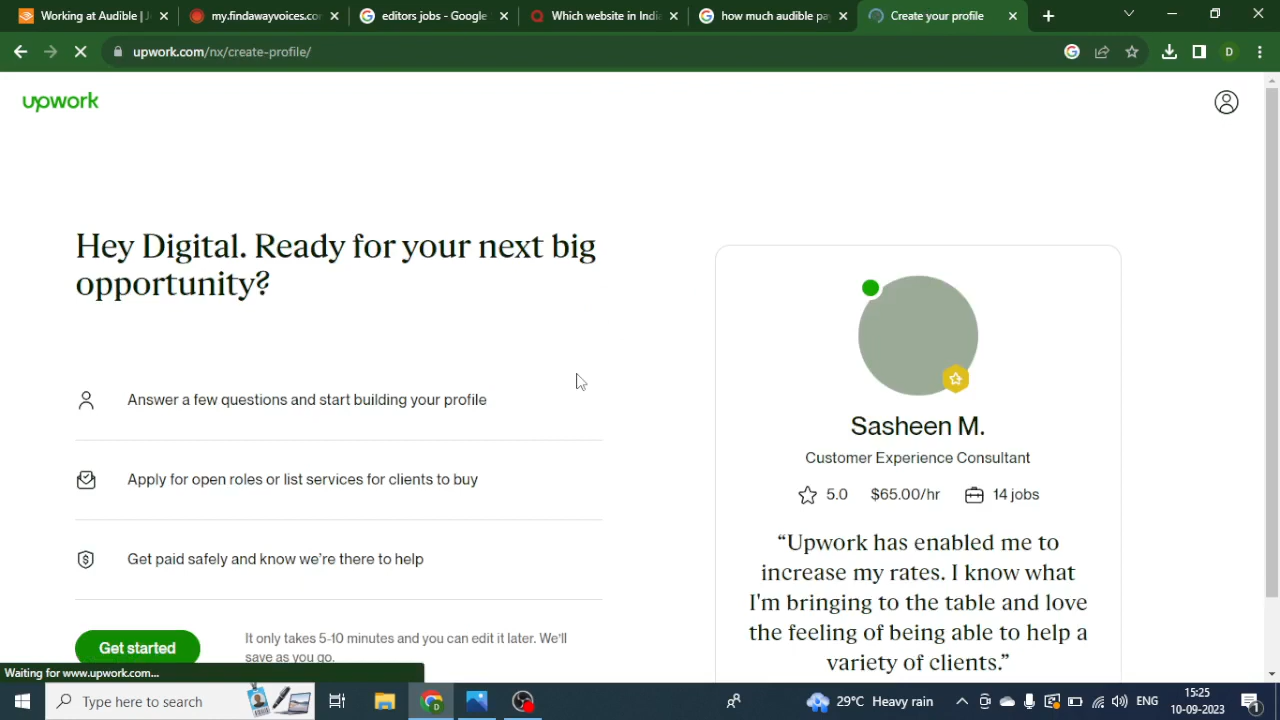 Working at Audible | J
my.findawayvoices.co
editors jobs - Google
Which website in India
how much audible pa
Create your profile
upwork.com/nx/create-profile/
D
upwork
Hey Digital. Ready for your next big
opportunity?
Answer a few questions and start building your profile
Apply for open roles or list services for clients to buy
Get paid safely and know we're there to help
Get started
It only takes 5-10 minutes and you can edit it later. We'll
save as you go.
Sasheen M.
Customer Experience Consultant
5.0 $65.00/hr 14 jobs
“Upwork has enabled me to
increase my rates. I know what
I'm bringing to the table and love
the feeling of being able to help a
variety of clients.”
Waiting for www.upwork.com...
Type here to search
29°C Heavy rain
ENG
15:25
10-09-2023
1